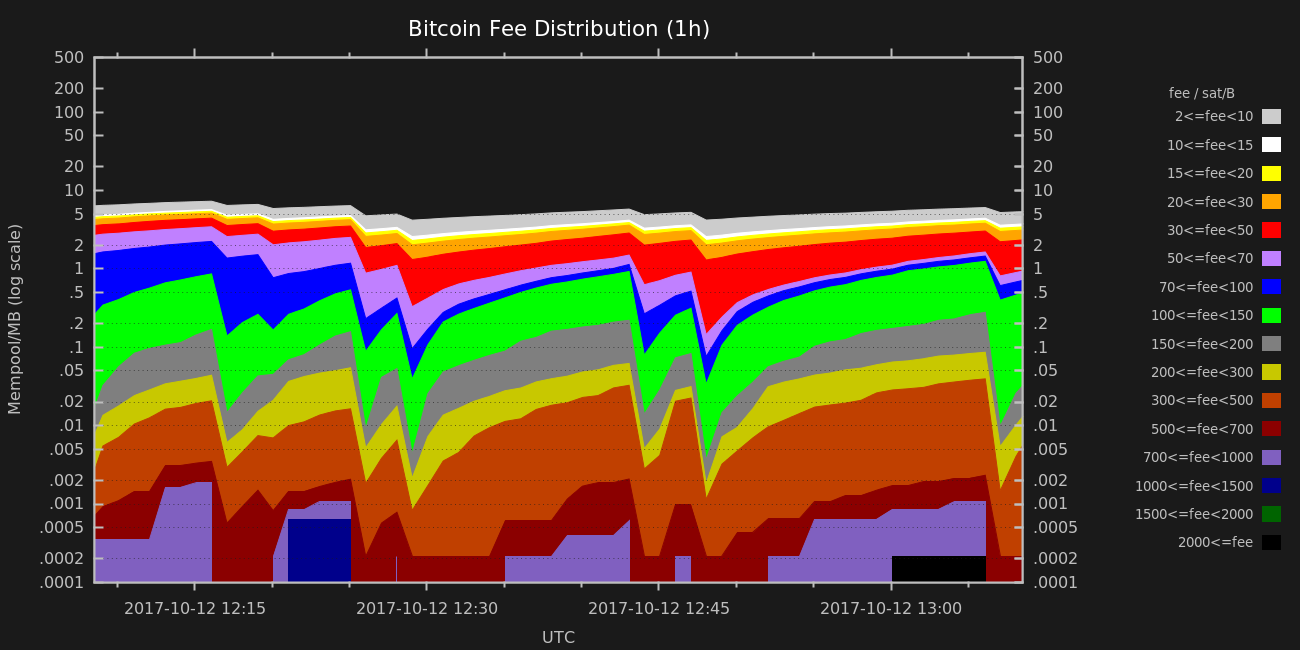 Bitcoin Fee Distribution (1h)
Mempool/MB (log scale)
500
200
100
50
20
10
5
2
1
.5
.2
.1
.05
.02
.01
.005
.002
.001
.0005
.0002
.0001
500
200
100
50
20
10
5
2
1
.5
.2
.1
.05
.02
.01
.005
.002
.001
.0005
.0002
.0001
2017-10-12 12:15
2017-10-12 12:30
2017-10-12 12:45
2017-10-12 13:00
UTC
fee / sat/B
2<=fee<10
10<=fee<15
15<=fee<20
20<=fee<30
30<=fee<50
50<=fee<70
70<=fee<100
100<=fee<150
150<=fee<200
200<=fee<300
300<=fee<500
500<=fee<700
700<=fee<1000
1000<=fee<1500
1500<=fee<2000
2000<=fee